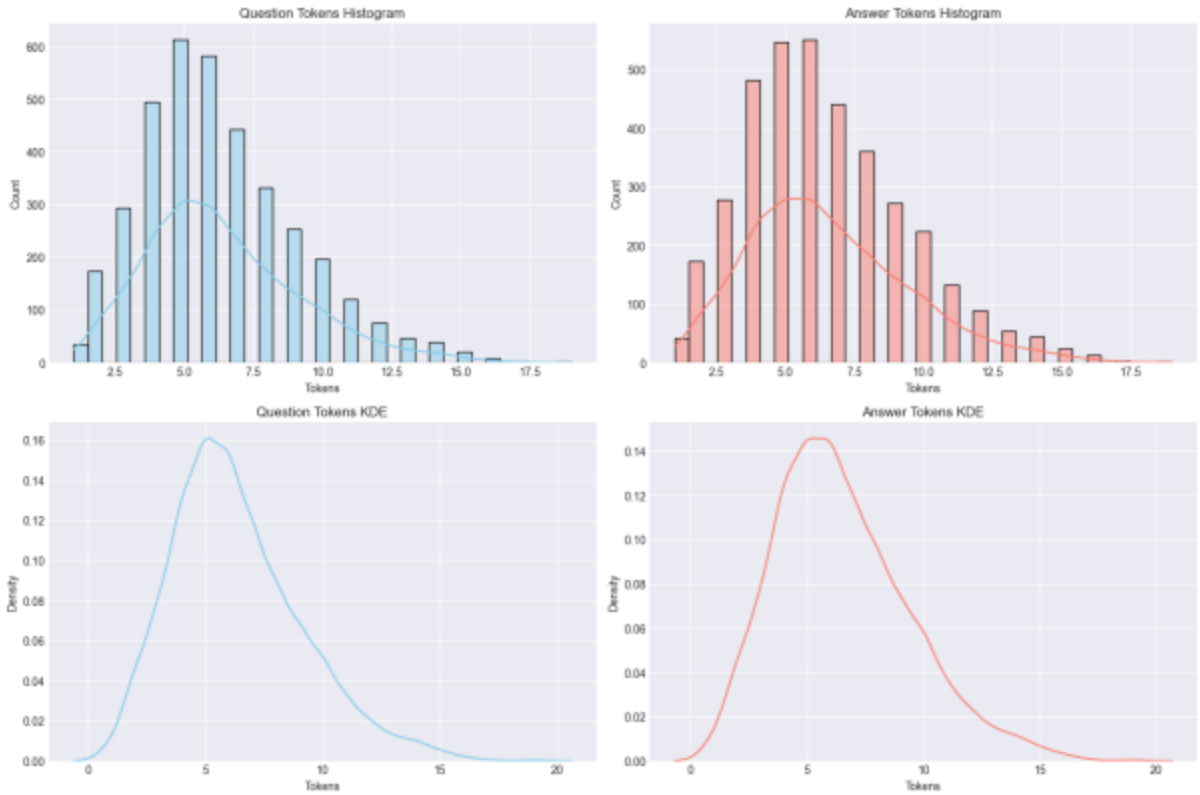 Question Tokens Histogram
600
500
400
300
200
100
0
Count
2.5 5.0 7.5 10.0 12.5 15.0 17.5
Tokens
Answer Tokens Histogram
500
400
300
200
100
0
Count
2.5 5.0 7.5 10.0 12.5 15.0 17.5
Tokens
Question Tokens KDE
0.16
0.14
0.12
0.10
0.08
0.06
0.04
0.02
0.00
Density
0 5 10 15 20
Tokens
Answer Tokens KDE
0.14
0.12
0.10
0.08
0.06
0.04
0.02
0.00
Density
0 5 10 15 20
Tokens